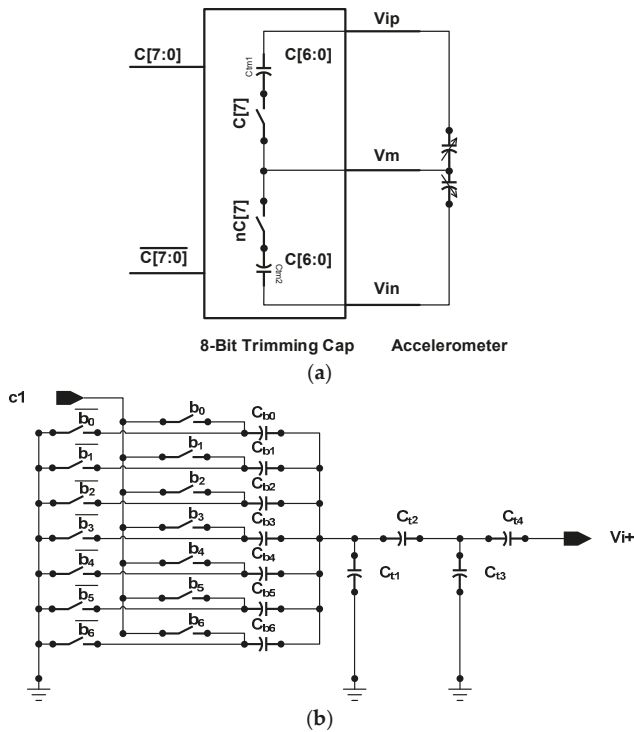 Vip
C[7:0]
C[6:0]
Ctm1
C[7]
Vm
nC[7]
C[7:0]
C[6:0]
Ctm2
Vin
8-Bit Trimming Cap Accelerometer
(a)
c1
b0 b0 Cb0
b1 b1 Cb1
b2 b2 Cb2
b3 b3 Cb3 Ct2 Ct4 Vi+
b4 b4 Cb4 Ct1 Ct3
b5 b5 Cb5
b6 b6 Cb6
(b)